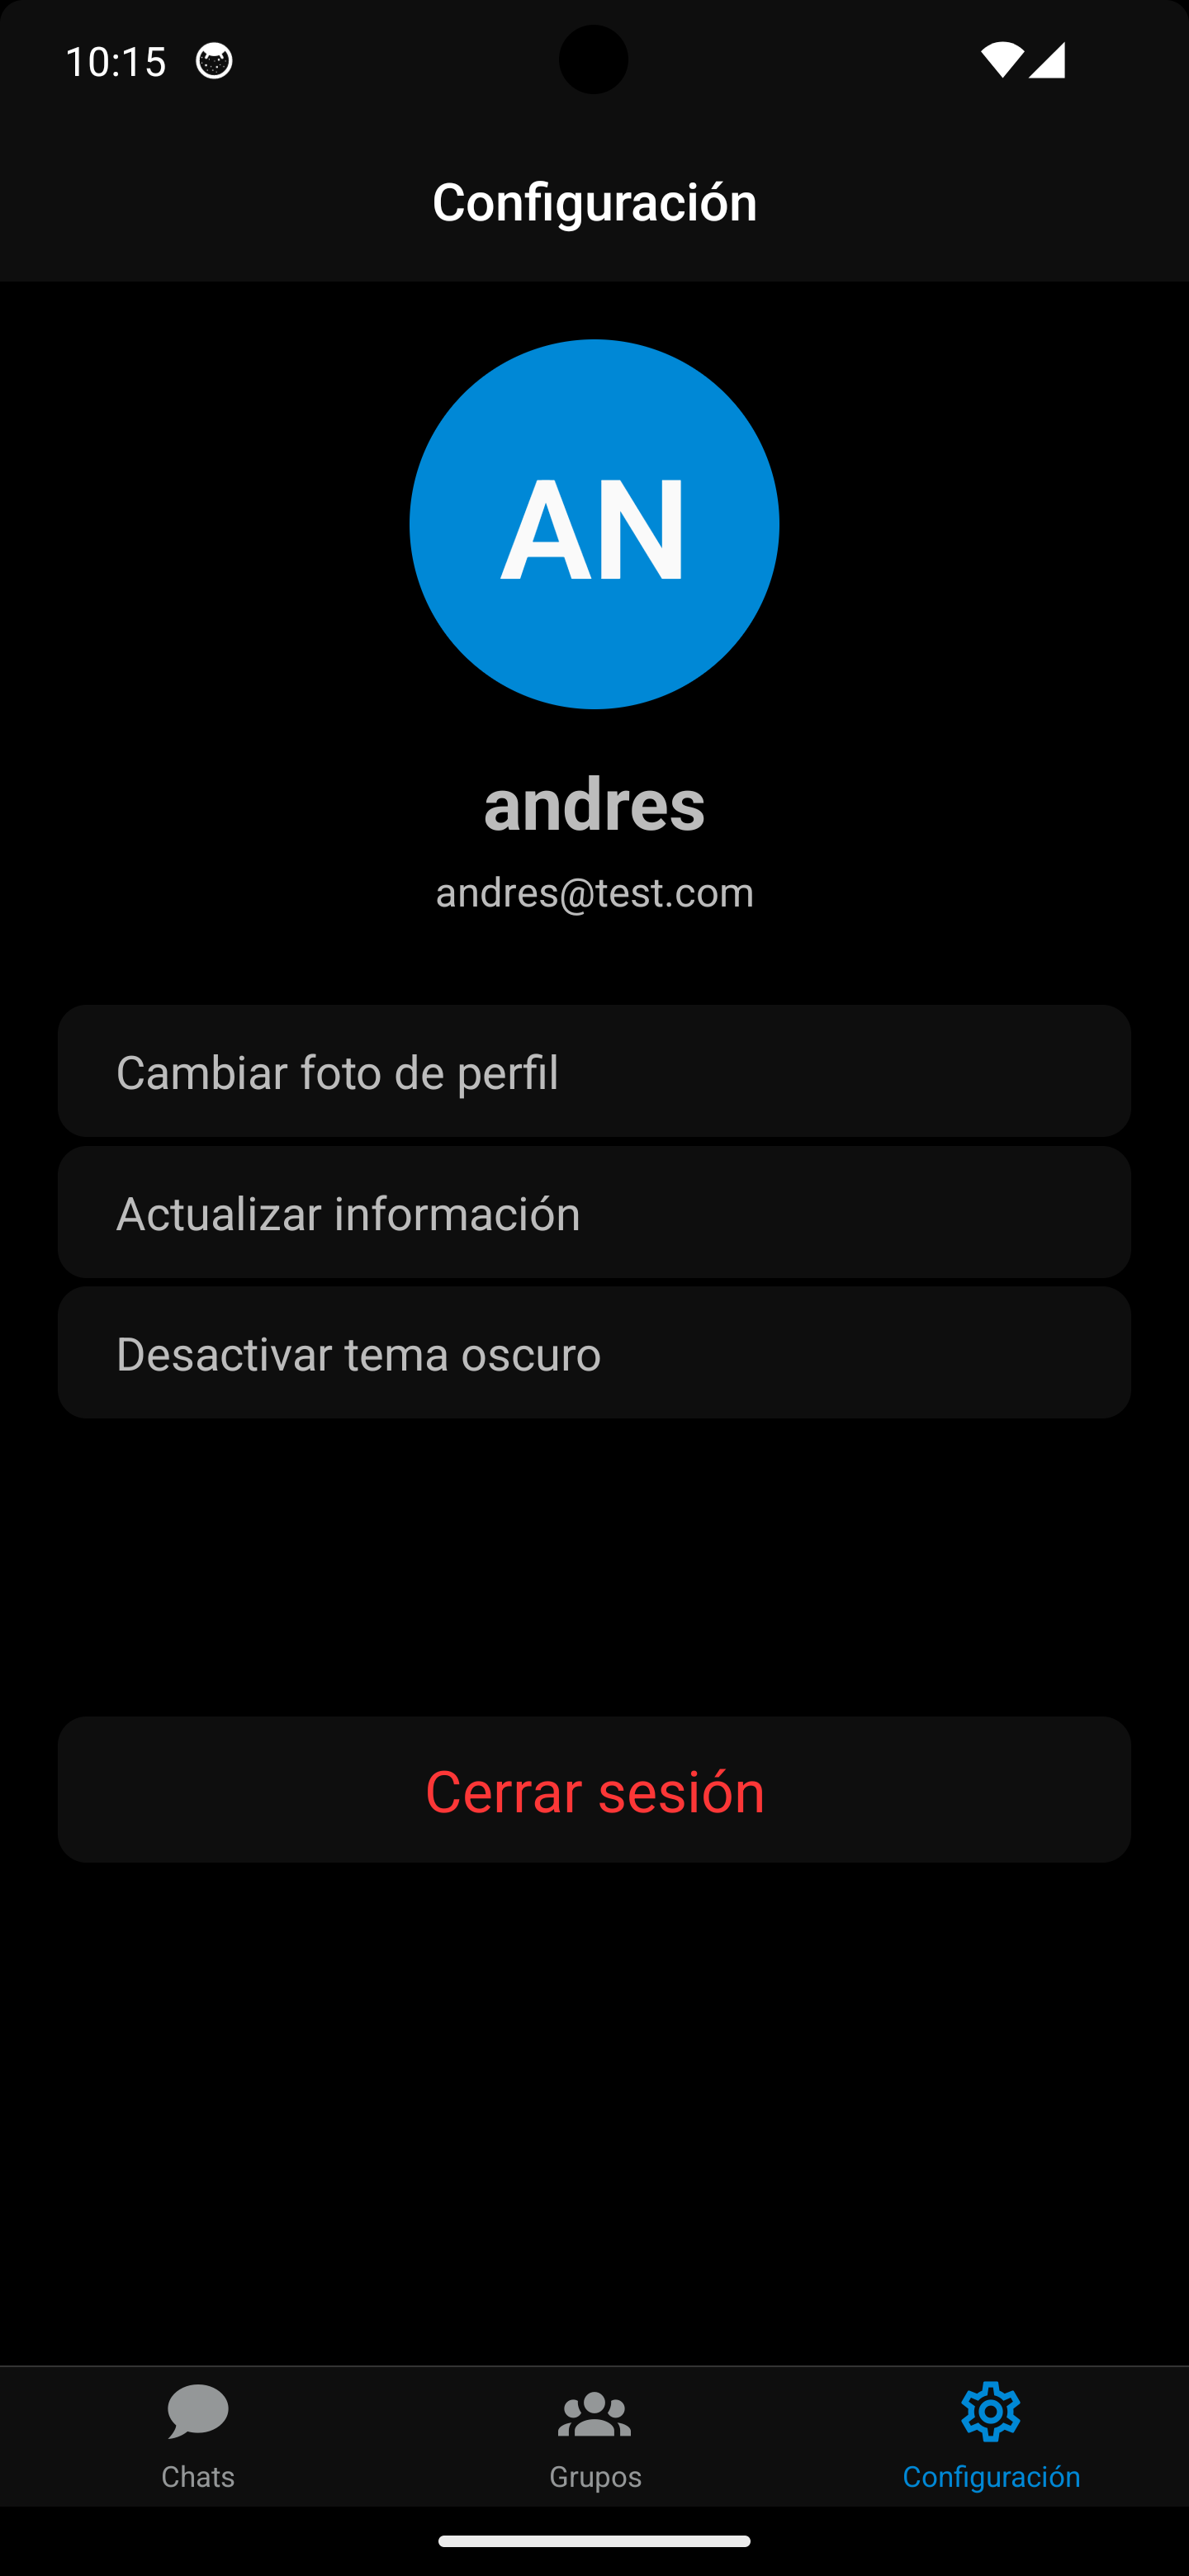 10:15
Configuración
AN
andres
andres@test.com
Cambiar foto de perfil
Actualizar información
Desactivar tema oscuro
Cerrar sesión
Chats
Grupos
Configuración